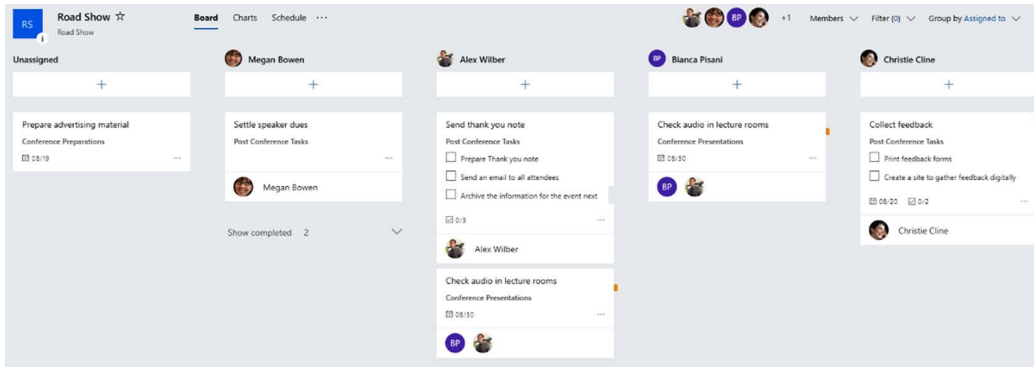 RS
Road Show
Road Show
Board Charts Schedule
BP
+1 Members Filter (0) Group by Assigned to
Unassigned
Prepare advertising material
Conference Preparations
08/19
Megan Bowen
Settle speaker dues
Post Conference Tasks
Megan Bowen
Show completed 2
Alex Wilber
Send thank you note
Post Conference Tasks
Prepare Thank you note
Send an email to all attendees
Archive the information for the event next
0/3
Alex Wilber
Check audio in lecture rooms
Conference Presentations
08/30
BP
BP Bianca Pisani
Check audio in lecture rooms
Conference Presentations
08/30
BP
Christie Cline
Collect feedback
Post Conference Tasks
Print feedback forms
Create a site to gather feedback digitally
08/20 0/2
Christie Cline